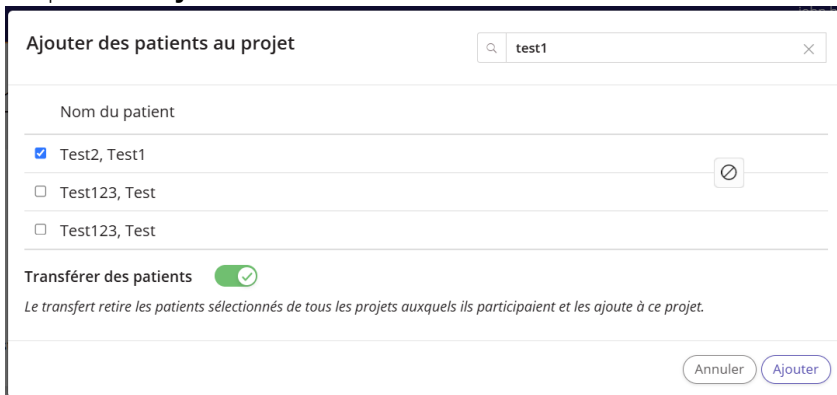 Ajouter des patients au projet
test1
Nom du patient
Test2, Test1
Test123, Test
Test123, Test
Transférer des patients
Le transfert retire les patients sélectionnés de tous les projets auxquels ils participaient et les ajoute à ce projet.
Annuler
Ajouter